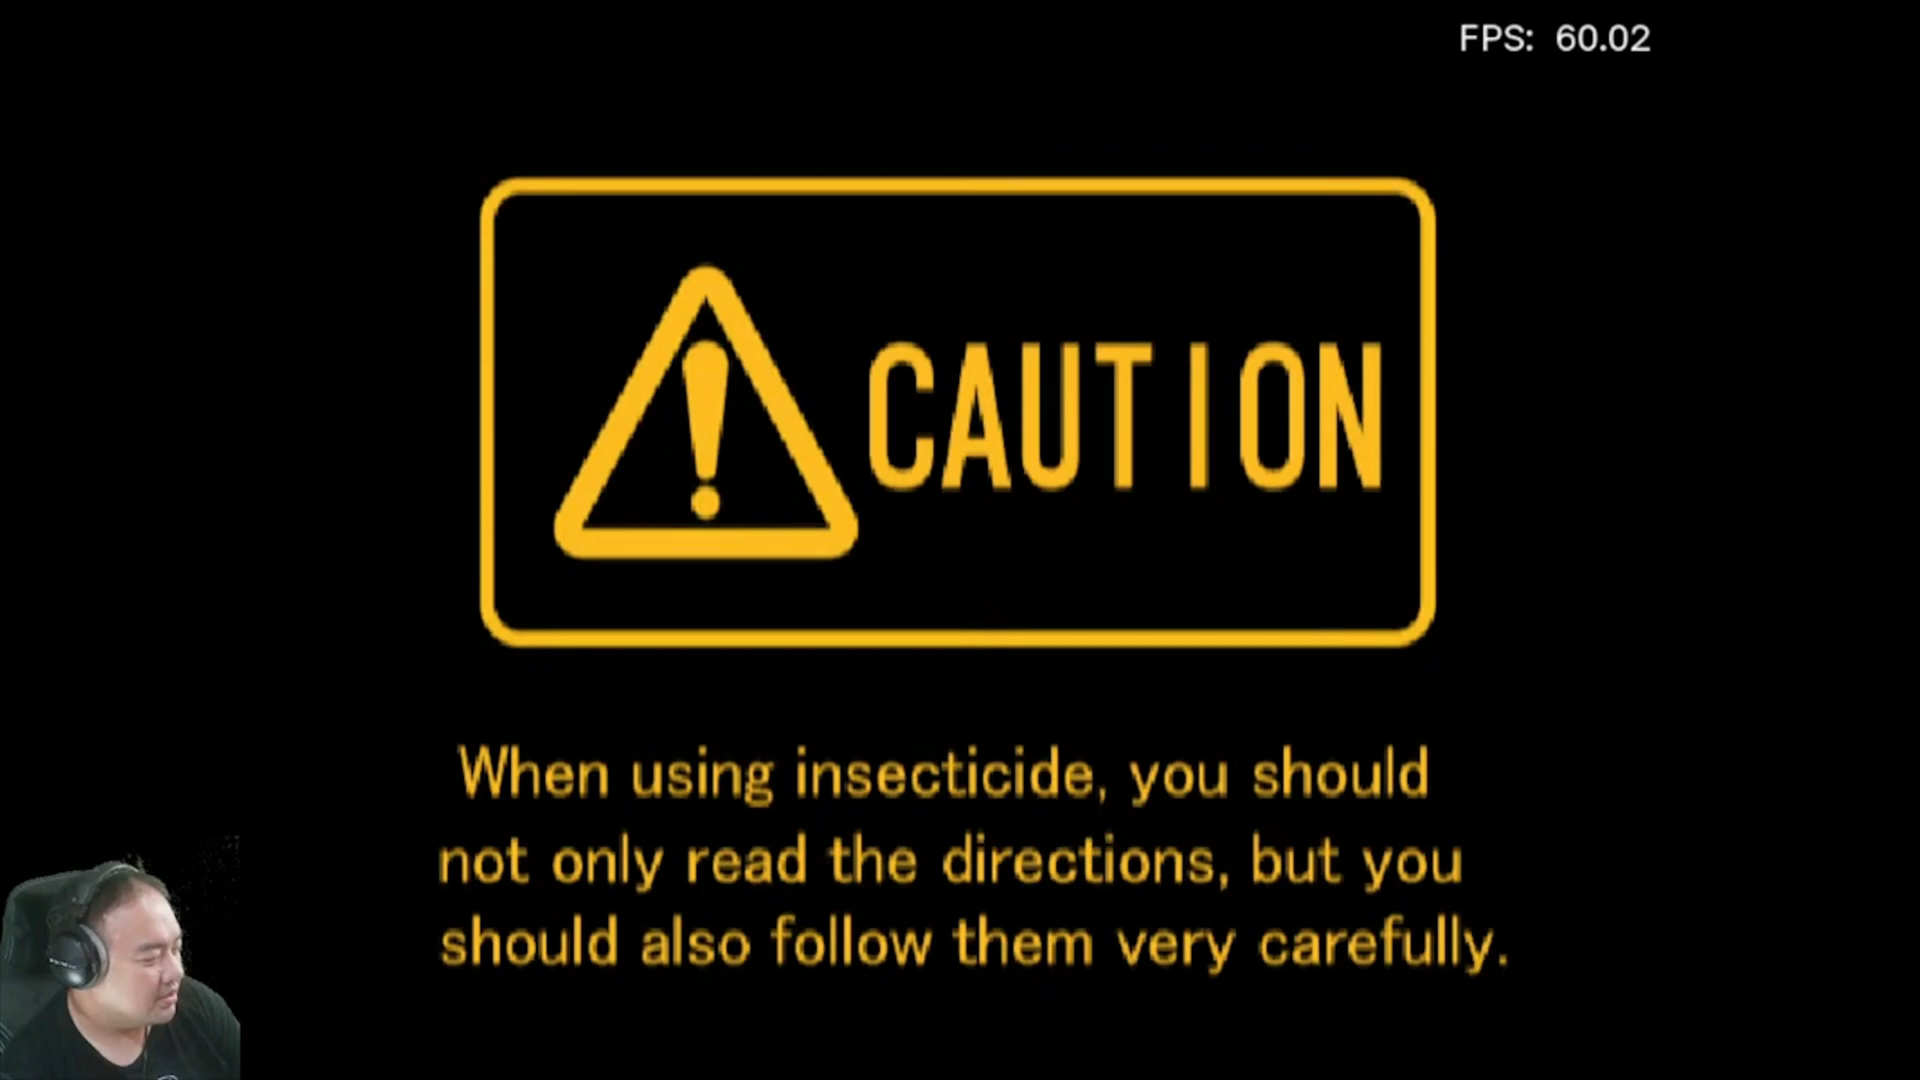 FPS: 60.02
CAUTION
When using insecticide, you should
not only read the directions, but you
should also follow them very carefully.